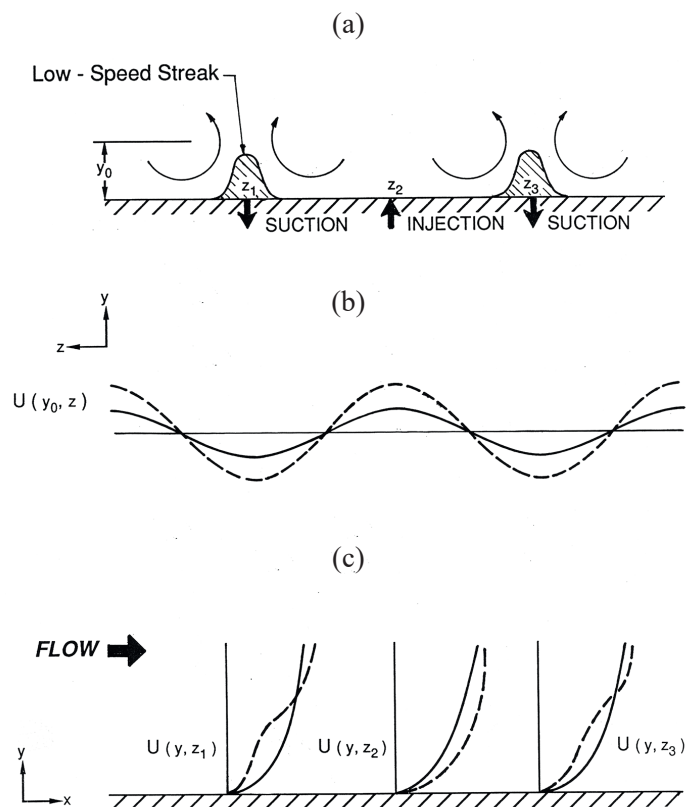 (a)
Low - Speed Streak
y₀
z₁ z₂ z₃
SUCTION INJECTION SUCTION
(b)
y
z
U ( y₀, z )
(c)
FLOW
U ( y, z₁ ) U ( y, z₂ ) U ( y, z₃ )
y
x